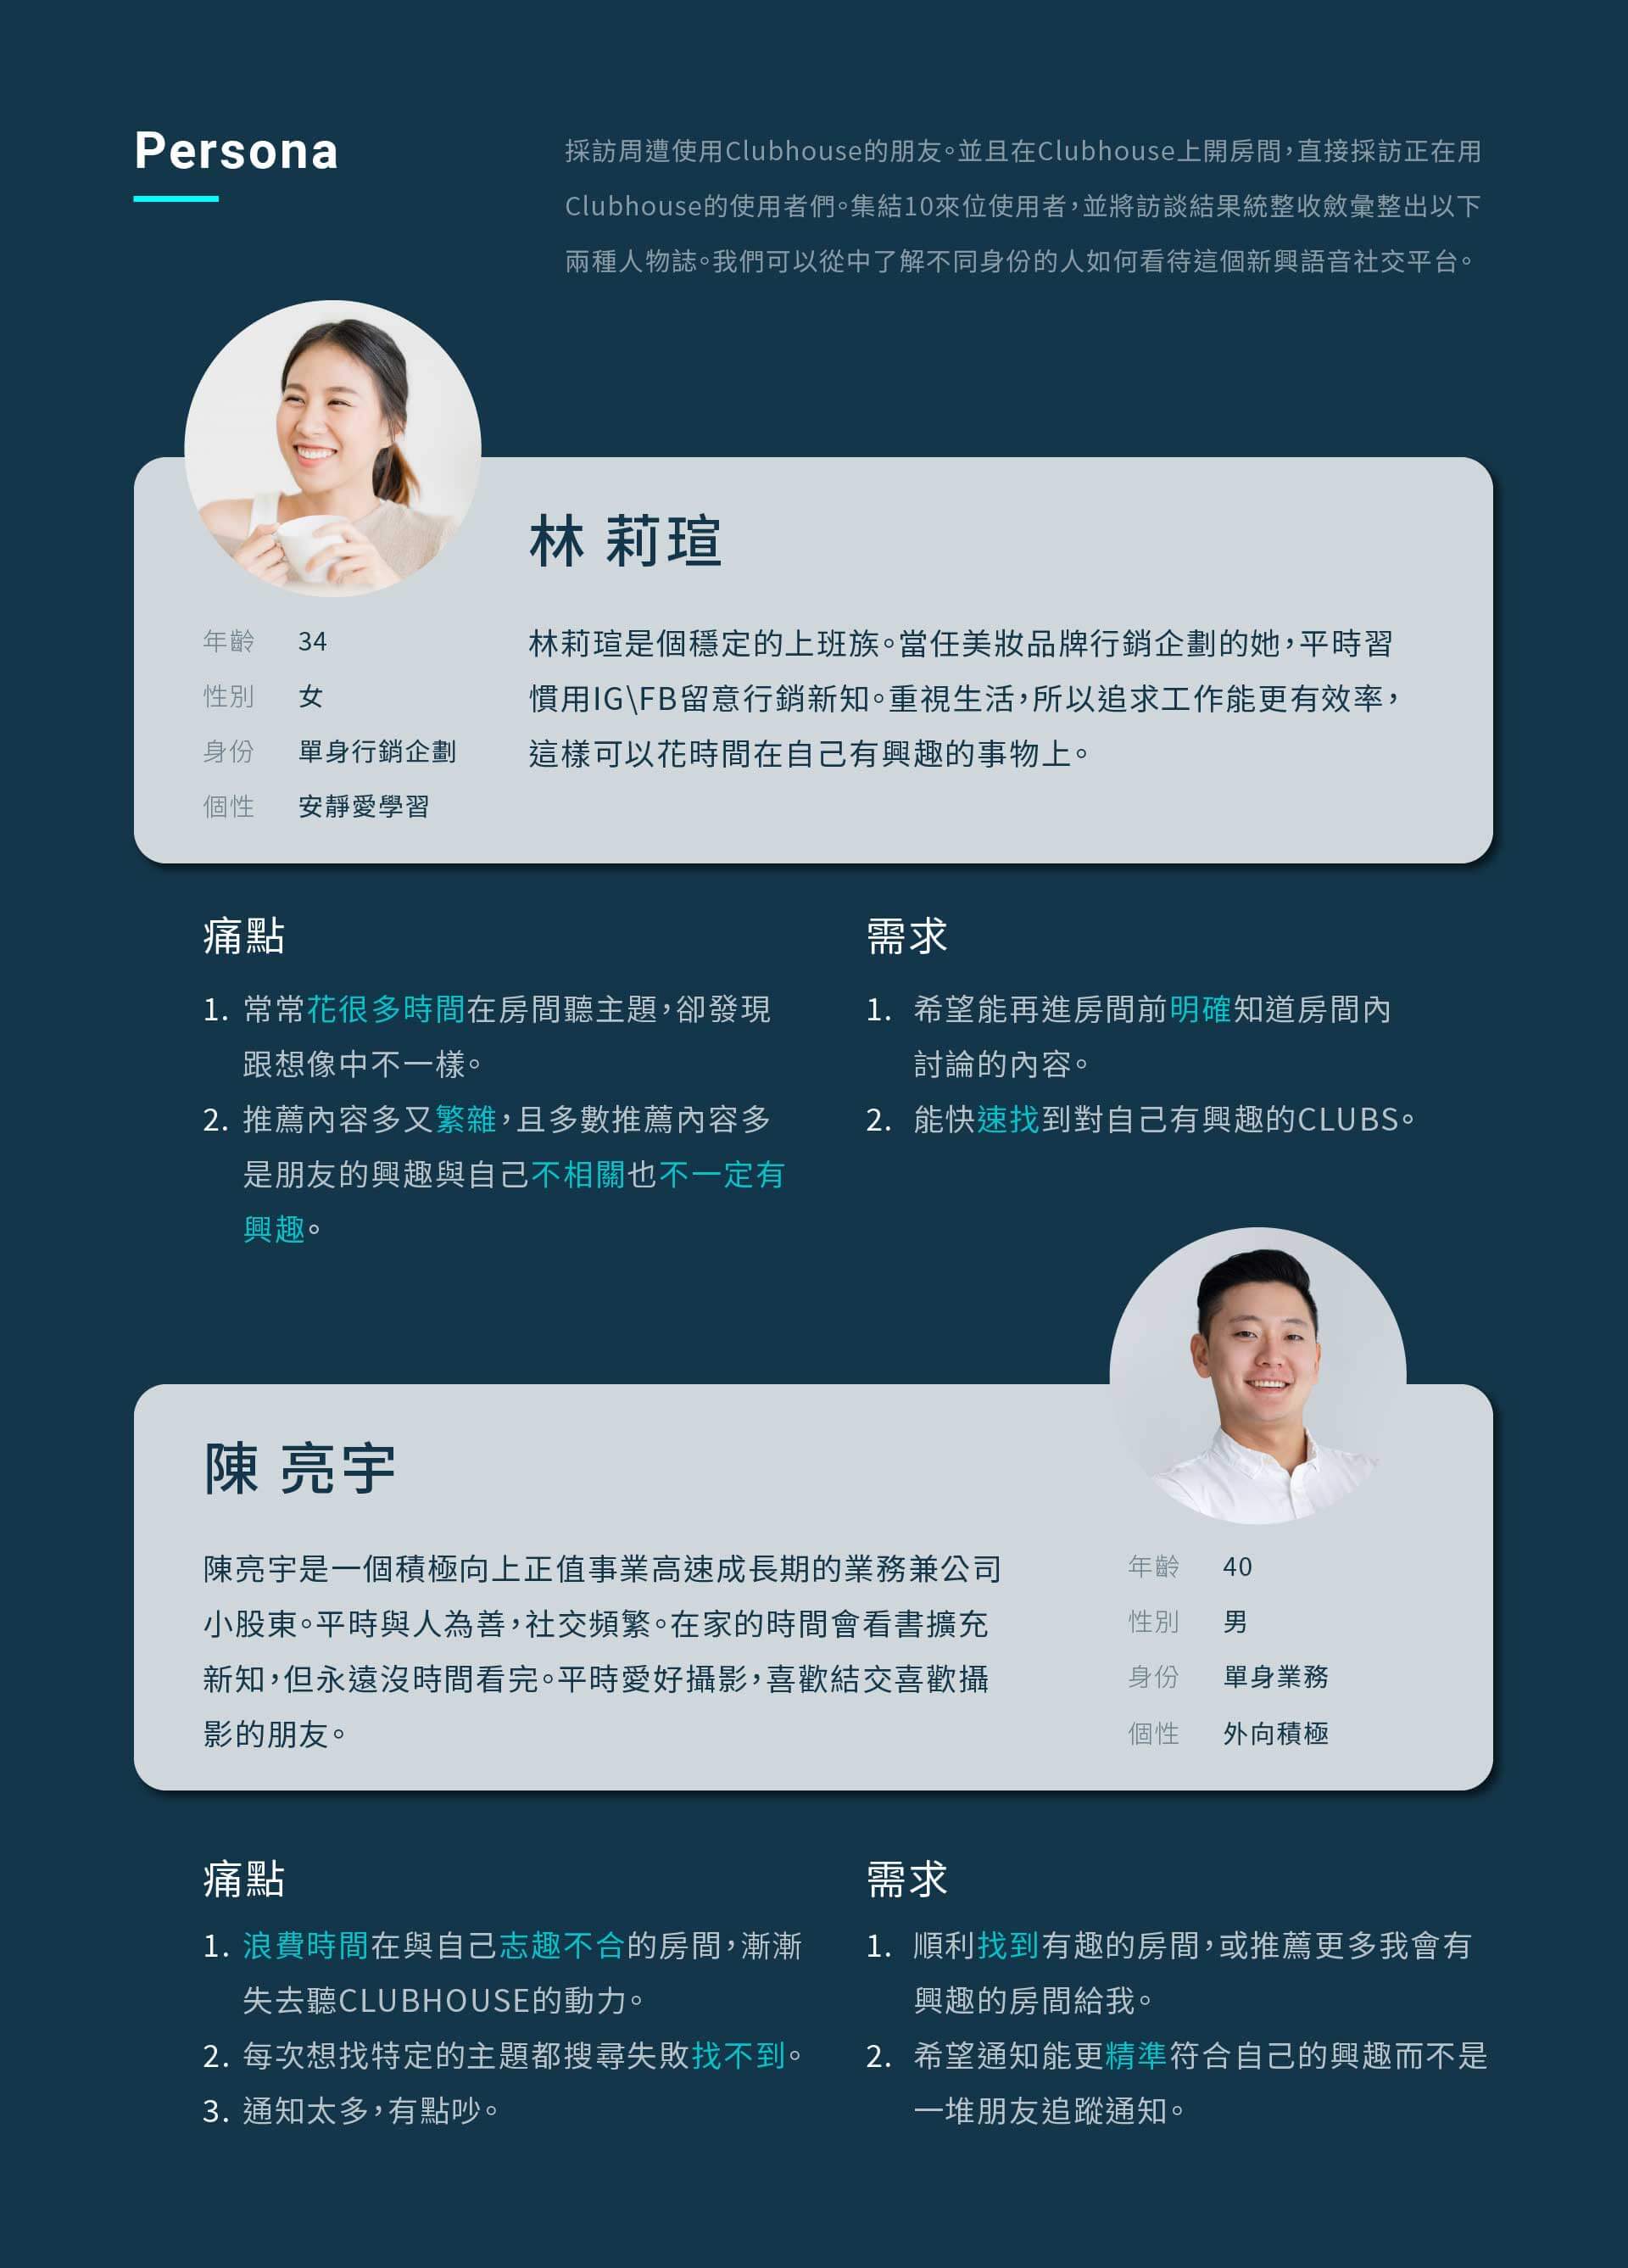 Persona
採訪周遭使用Clubhouse的朋友。並且在Clubhouse上開房間，直接採訪正在用
Clubhouse的使用者們。集結10來位使用者，並將訪談結果統整收斂彙整出以下
兩種人物誌。我們可以從中了解不同身份的人如何看待這個新興語音社交平台。
林 莉瑄
年齡 34
性別 女
身份 單身行銷企劃
個性 安靜愛學習
林莉瑄是個穩定的上班族。當任美妝品牌行銷企劃的她，平時習
慣用IG\FB留意行銷新知。重視生活，所以追求工作能更有效率，
這樣可以花時間在自己有興趣的事物上。
痛點
1. 常常花很多時間在房間聽主題，卻發現
跟想像中不一樣。
2. 推薦內容多又繁雜，且多數推薦內容多
是朋友的興趣與自己不相關也不一定有
興趣。
需求
1. 希望能再進房間前明確知道房間內
討論的內容。
2. 能快速找到對自己有興趣的CLUBS。
陳 亮宇
陳亮宇是一個積極向上正值事業高速成長期的業務兼公司
小股東。平時與人為善，社交頻繁。在家的時間會看書擴充
新知，但永遠沒時間看完。平時愛好攝影，喜歡結交喜歡攝
影的朋友。
年齡 40
性別 男
身份 單身業務
個性 外向積極
痛點
1. 浪費時間在與自己志趣不合的房間，漸漸
失去聽CLUBHOUSE的動力。
2. 每次想找特定的主題都搜尋失敗找不到。
3. 通知太多，有點吵。
需求
1. 順利找到有趣的房間，或推薦更多我會有
興趣的房間給我。
2. 希望通知能更精準符合自己的興趣而不是
一堆朋友追蹤通知。